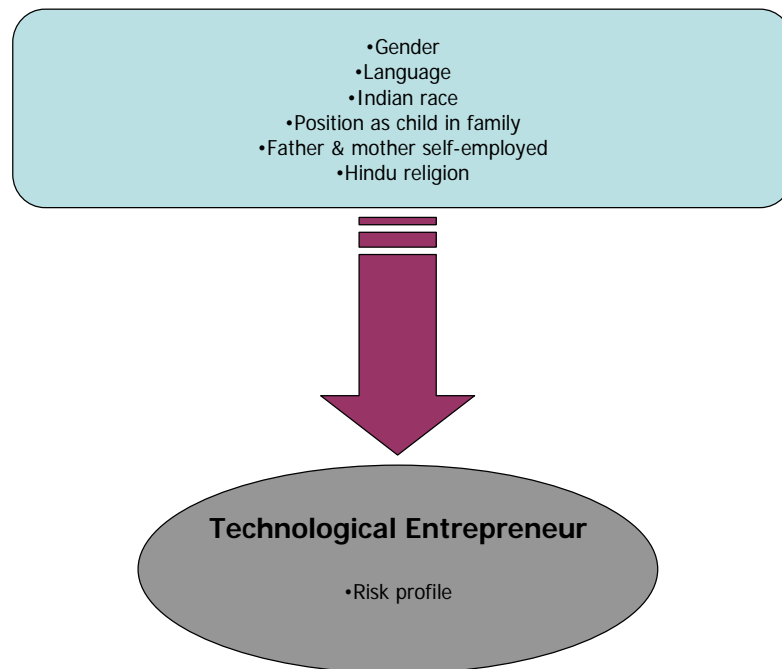 •Gender
•Language
•Indian race
•Position as child in family
•Father & mother self-employed
•Hindu religion
Technological Entrepreneur
•Risk profile